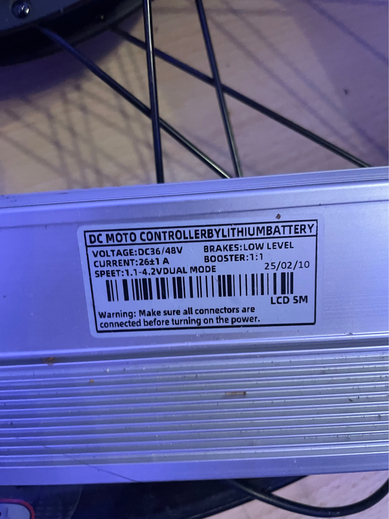 DC MOTO CONTROLLERBYLITHIUMBATTERY
VOLTAGE:DC36/48V BRAKES:LOW LEVEL
CURRENT:26±1 A BOOSTER:1:1
SPEET:1.1-4.2VDUAL MODE 25/02/10
LCD SM
Warning: Make sure all connectors are
connected before turning on the power.